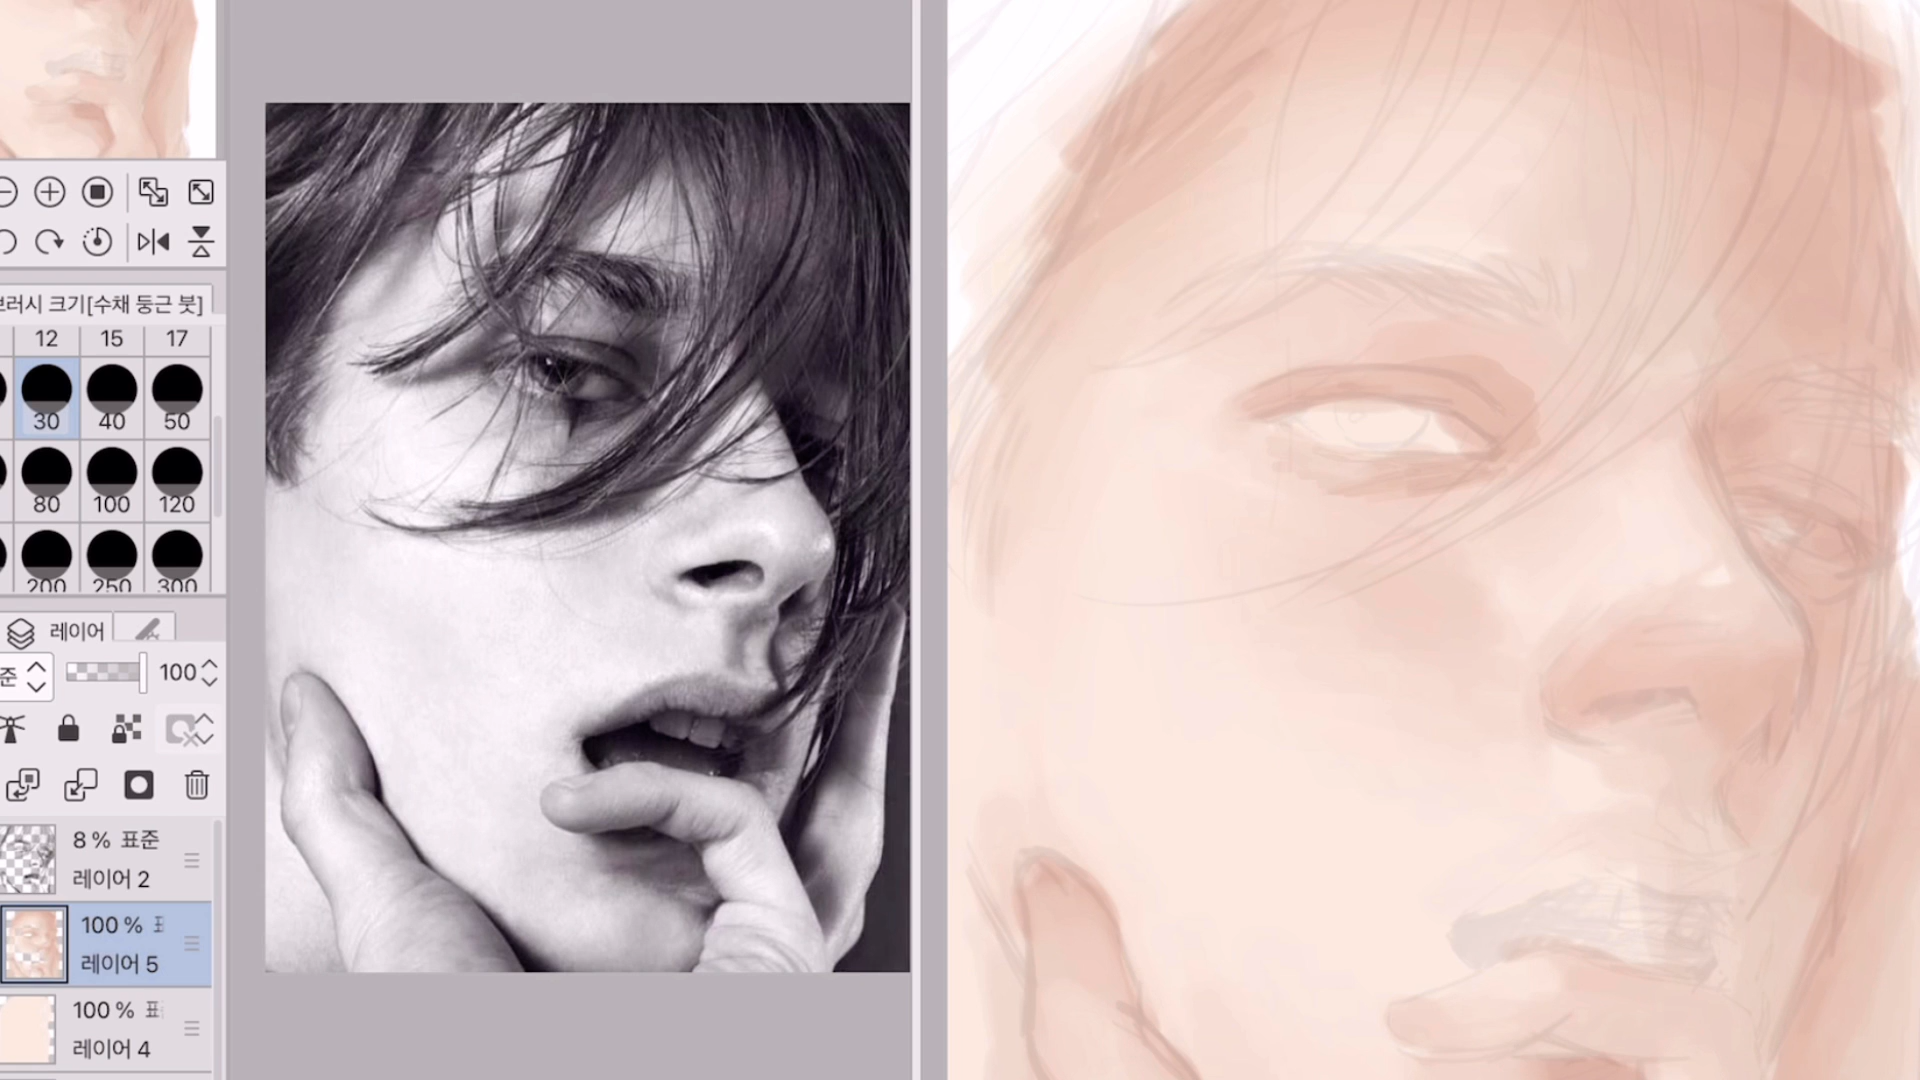 브러시 크기[수채 둥근 붓]
12 15 17
30 40 50
80 100 120
200 250 300
레이어
준 100
8 % 표준
레이어 2
100 %
레이어 5
100 %
레이어 4